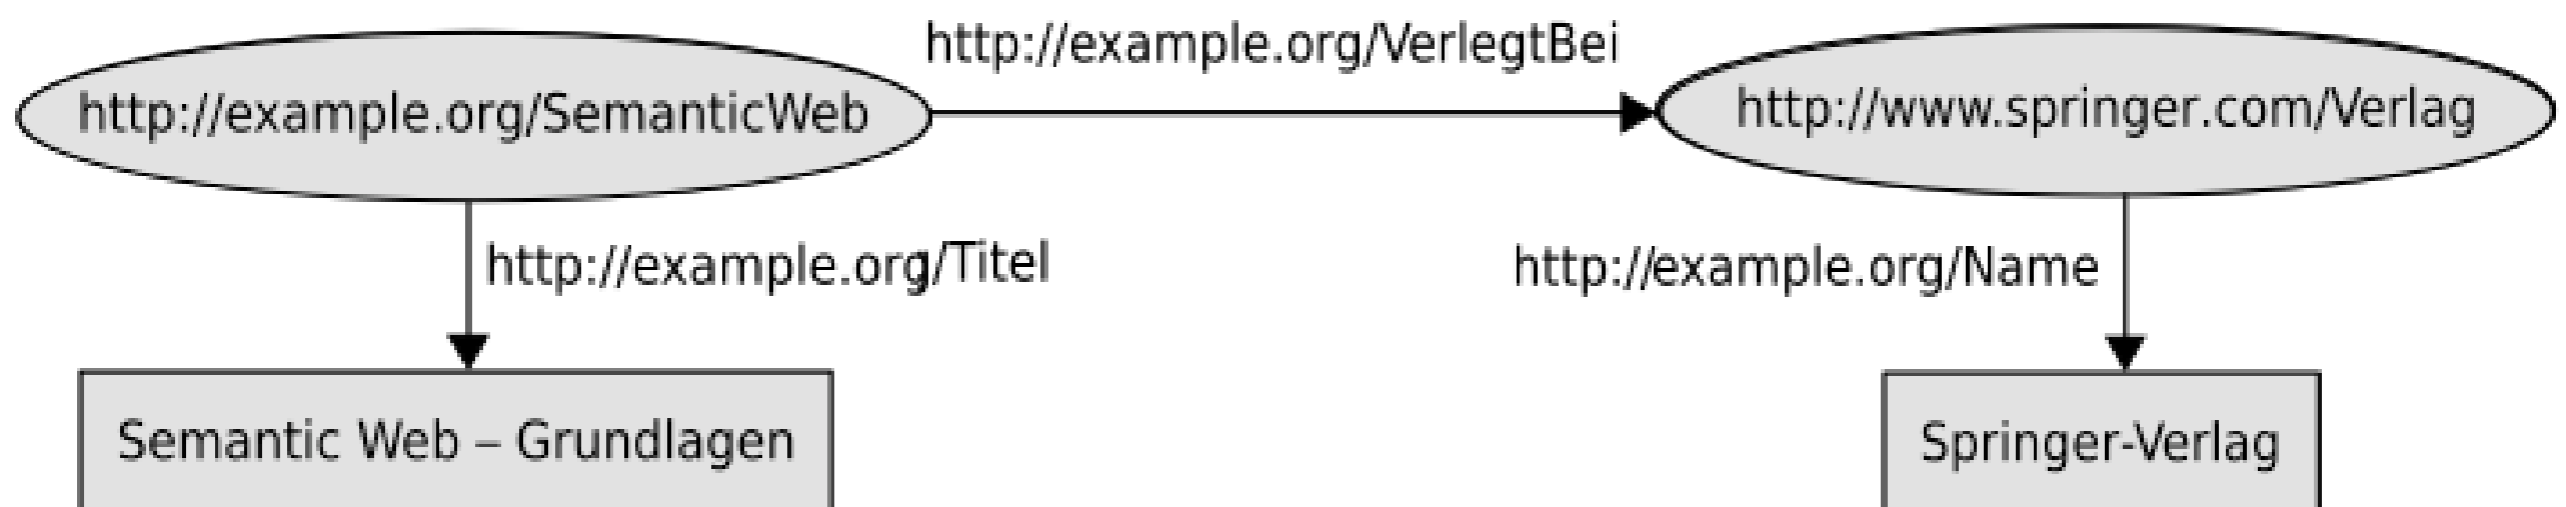 http://example.org/VerlegtBei
http://example.org/SemanticWeb
http://www.springer.com/Verlag
http://example.org/Titel
http://example.org/Name
Semantic Web – Grundlagen
Springer-Verlag